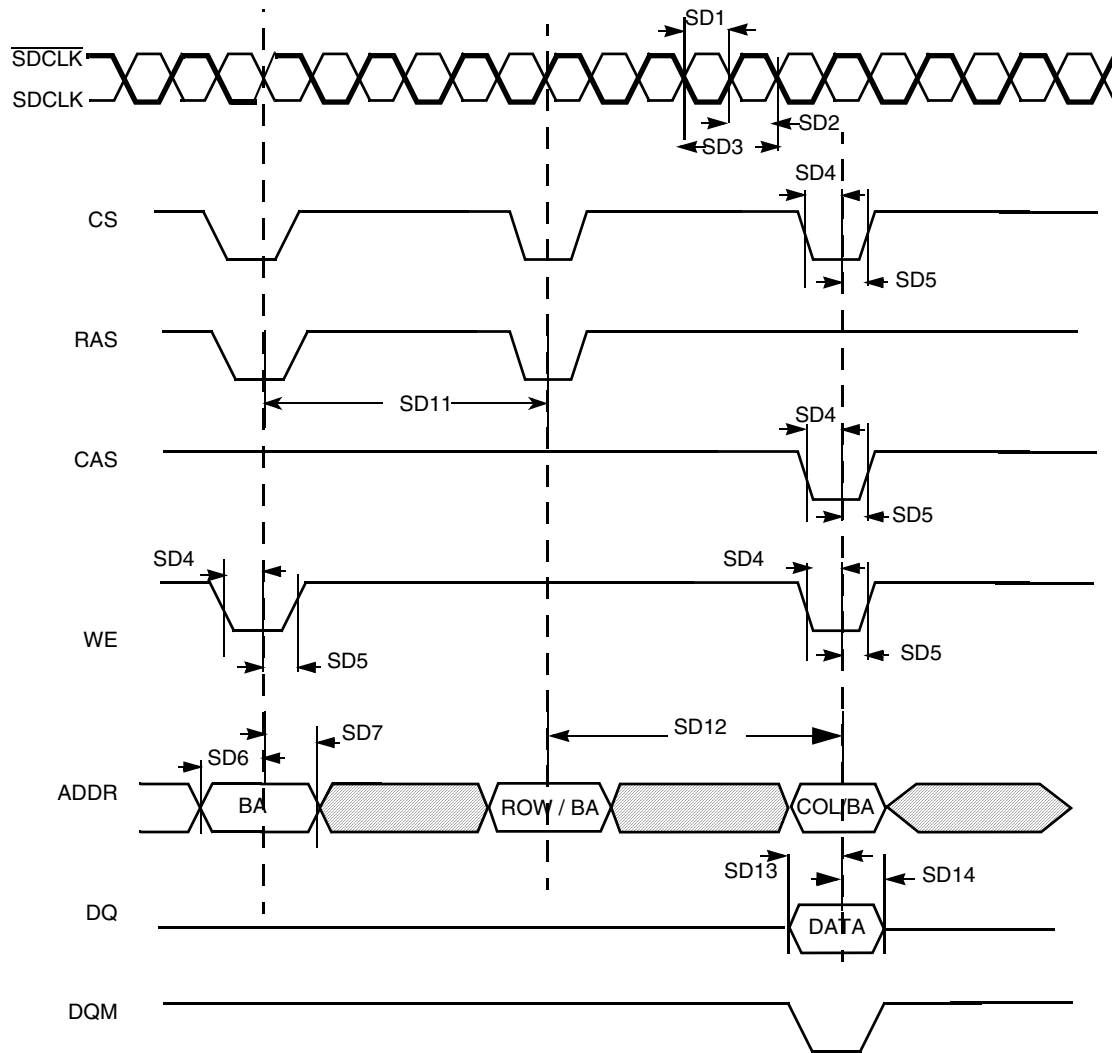 SD1
SDCLK
SDCLK
SD2
SD3
SD4
CS
SD5
RAS
SD11
SD4
CAS
SD5
SD4
SD4
WE
SD5
SD5
SD12
SD7
SD6
ADDR
BA
ROW / BA
COL/BA
SD13
SD14
DQ
DATA
DQM